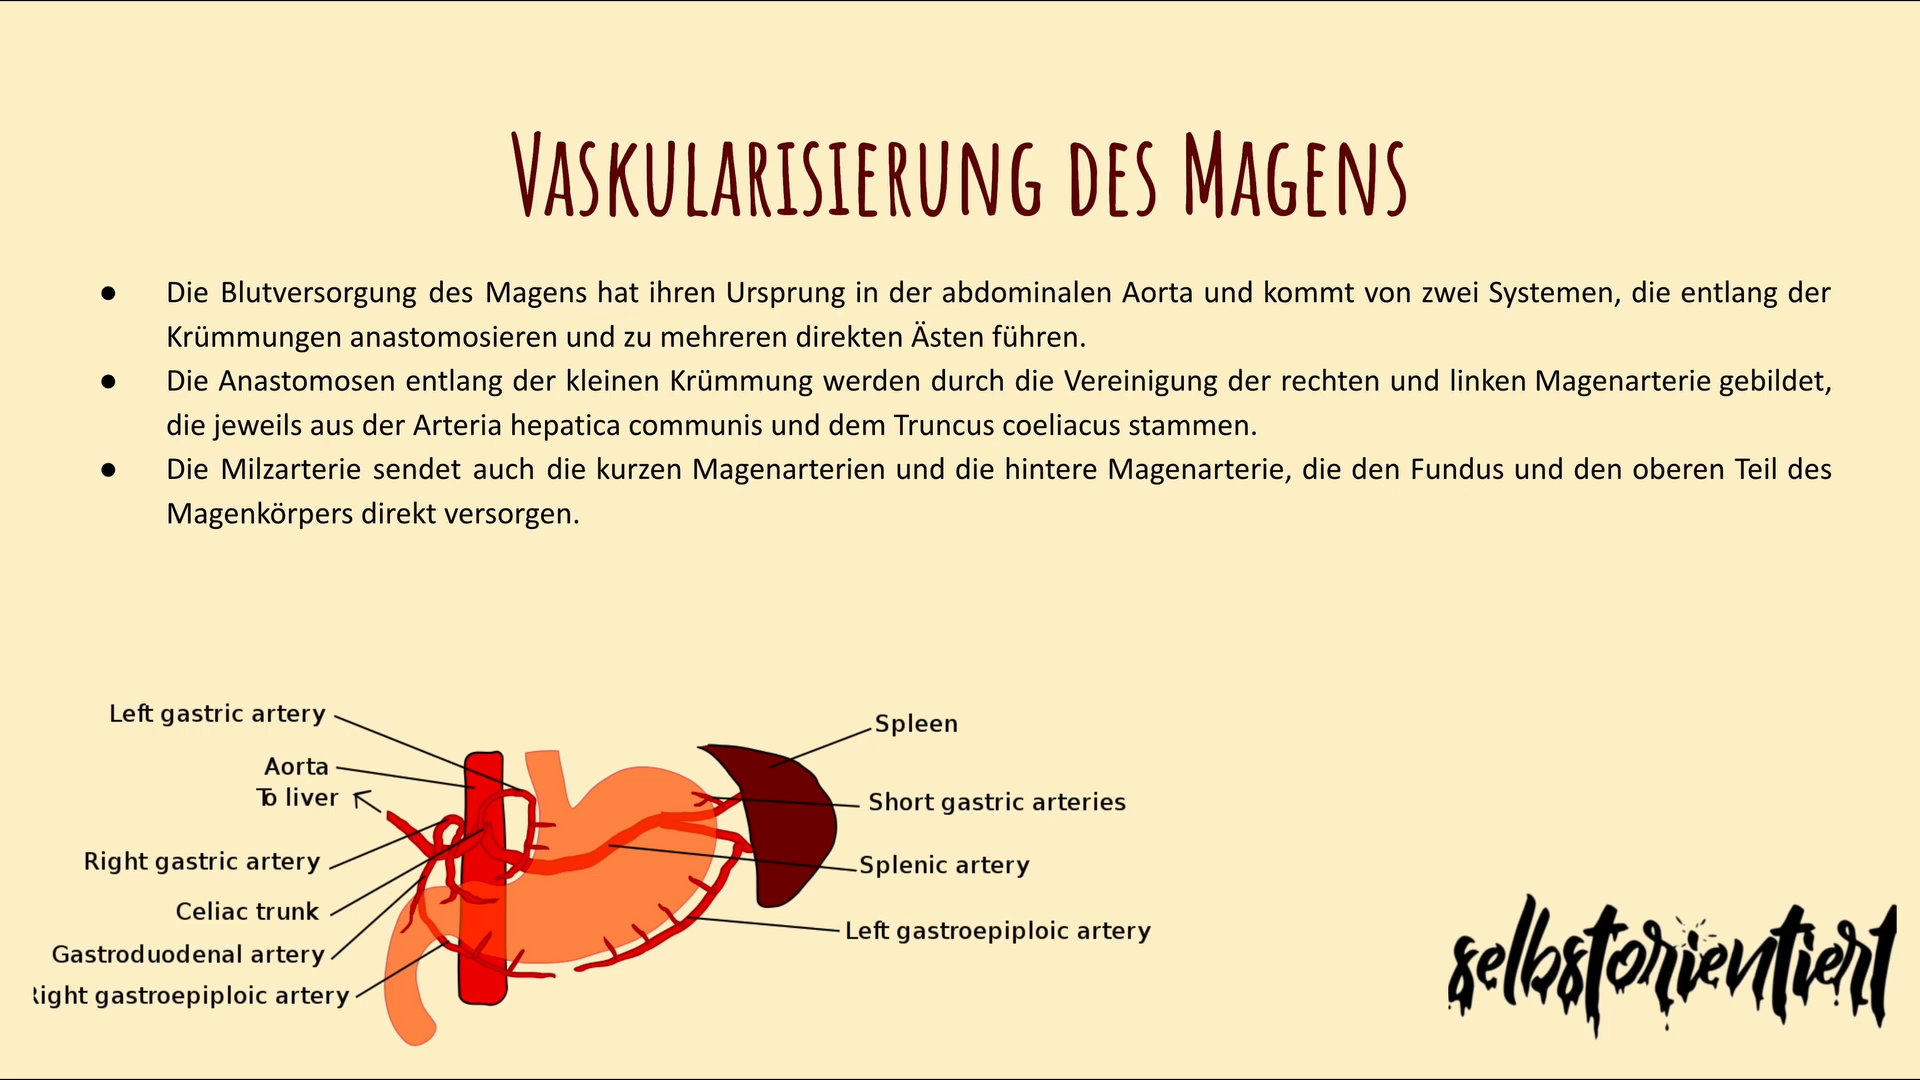 Vaskularisierung des Magens
● Die Blutversorgung des Magens hat ihren Ursprung in der abdominalen Aorta und kommt von zwei Systemen, die entlang der
Krümmungen anastomosieren und zu mehreren direkten Ästen führen.
● Die Anastomosen entlang der kleinen Krümmung werden durch die Vereinigung der rechten und linken Magenarterie gebildet,
die jeweils aus der Arteria hepatica communis und dem Truncus coeliacus stammen.
● Die Milzarterie sendet auch die kurzen Magenarterien und die hintere Magenarterie, die den Fundus und den oberen Teil des
Magenkörpers direkt versorgen.
Left gastric artery
Aorta
To liver
Right gastric artery
Celiac trunk
Gastroduodenal artery
Right gastroepiploic artery
Spleen
Short gastric arteries
Splenic artery
Left gastroepiploic artery
selbstorientiert